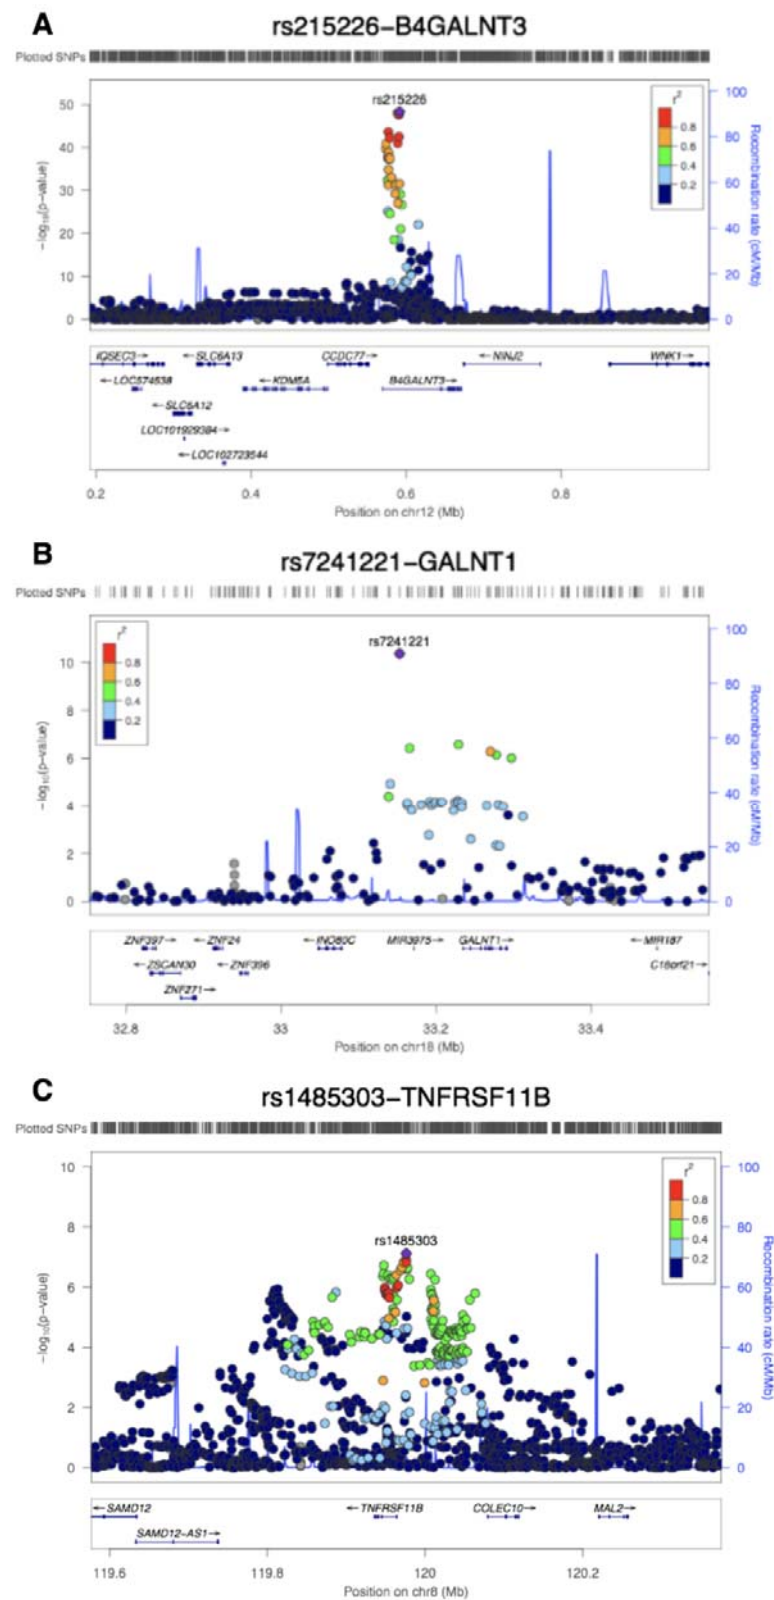 A
rs215226−B4GALNT3
Plotted SNPs
rs215226
r²
0.8
0.6
0.4
0.2
50
40
30
20
10
0
−log₁₀(p−value)
100
80
60
40
20
0
Recombination rate (cM/Mb)
IQSEC3→ ←SLC6A13 CCDC77→ ←NINJ2 WNK1→
←LOC574538 ←KDM5A B4GALNT3→
←SLC6A12
LOC101929384→
←LOC102723544
0.2 0.4 0.6 0.8
Position on chr12 (Mb)
B
rs7241221−GALNT1
Plotted SNPs
rs7241221
r²
0.8
0.6
0.4
0.2
10
8
6
4
2
0
−log₁₀(p−value)
100
80
60
40
20
0
Recombination rate (cM/Mb)
ZNF397→ ←ZNF24 ←INO80C MIR3975→ GALNT1→ ←MIR187
←ZSCAN30 ←ZNF396 C18orf21→
ZNF271→
32.8 33 33.2 33.4
Position on chr18 (Mb)
C
rs1485303−TNFRSF11B
Plotted SNPs
rs1485303
r²
0.8
0.6
0.4
0.2
10
8
6
4
2
0
−log₁₀(p−value)
100
80
60
40
20
0
Recombination rate (cM/Mb)
←SAMD12 ←TNFRSF11B COLEC10→ MAL2→
SAMD12−AS1→
119.6 119.8 120 120.2
Position on chr8 (Mb)